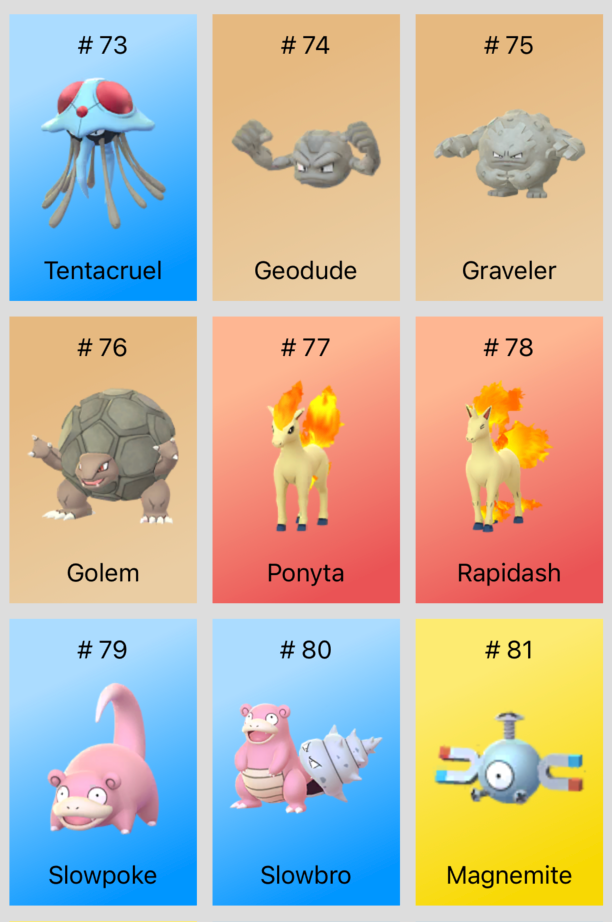 # 73
# 74
# 75
Tentacruel
Geodude
Graveler
# 76
# 77
# 78
Golem
Ponyta
Rapidash
# 79
# 80
# 81
Slowpoke
Slowbro
Magnemite